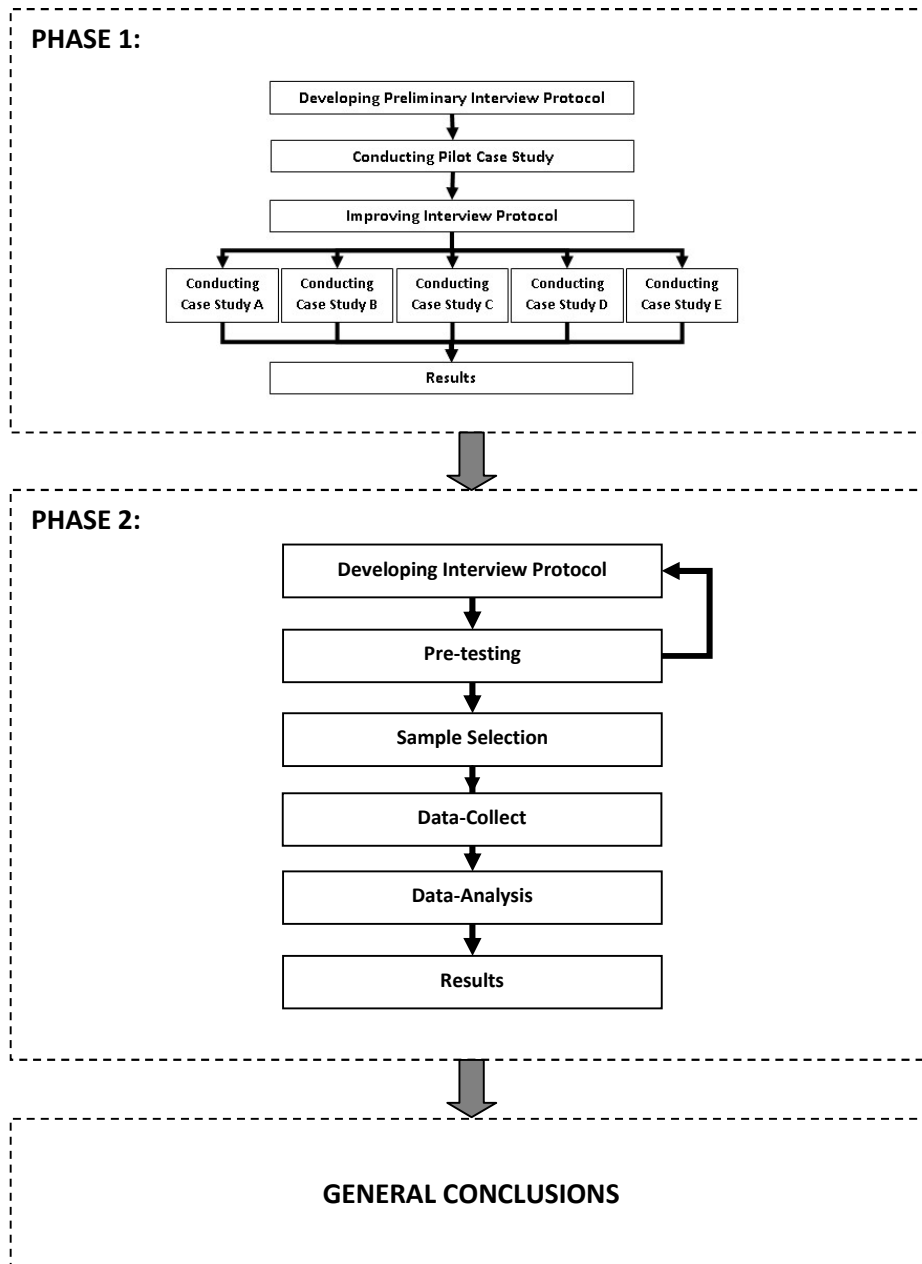 PHASE 1:
Developing Preliminary Interview Protocol
Conducting Pilot Case Study
Improving Interview Protocol
Conducting
Case Study A
Conducting
Case Study B
Conducting
Case Study C
Conducting
Case Study D
Conducting
Case Study E
Results
PHASE 2:
Developing Interview Protocol
Pre-testing
Sample Selection
Data-Collect
Data-Analysis
Results
GENERAL CONCLUSIONS